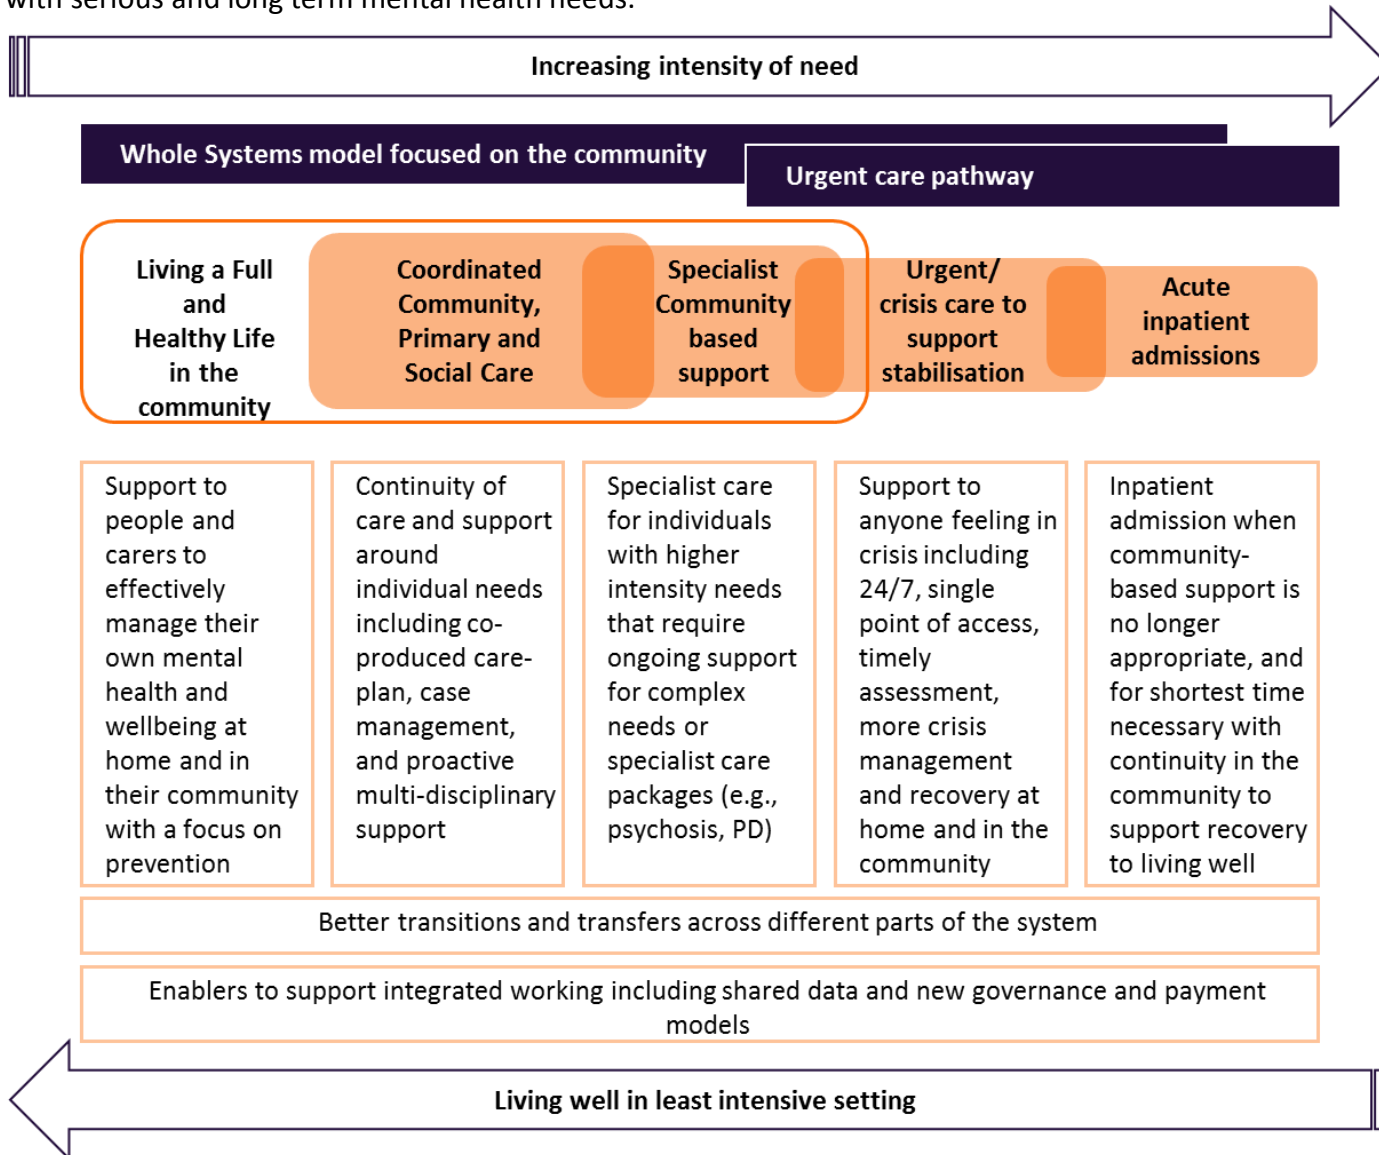 with serious and long term mental health needs.
Increasing intensity of need
Whole Systems model focused on the community
Urgent care pathway
Living a Full
and
Healthy Life
in the
community
Coordinated
Community,
Primary and
Social Care
Specialist
Community
based
support
Urgent/
crisis care to
support
stabilisation
Acute
inpatient
admissions
Support to
people and
carers to
effectively
manage their
own mental
health and
wellbeing at
home and in
their community
with a focus on
prevention
Continuity of
care and support
around
individual needs
including co-
produced care-
plan, case
management,
and proactive
multi-disciplinary
support
Specialist care
for individuals
with higher
intensity needs
that require
ongoing support
for complex
needs or
specialist care
packages (e.g.,
psychosis, PD)
Support to
anyone feeling in
crisis including
24/7, single
point of access,
timely
assessment,
more crisis
management
and recovery at
home and in the
community
Inpatient
admission when
community-
based support is
no longer
appropriate, and
for shortest time
necessary with
continuity in the
community to
support recovery
to living well
Better transitions and transfers across different parts of the system
Enablers to support integrated working including shared data and new governance and payment
models
Living well in least intensive setting